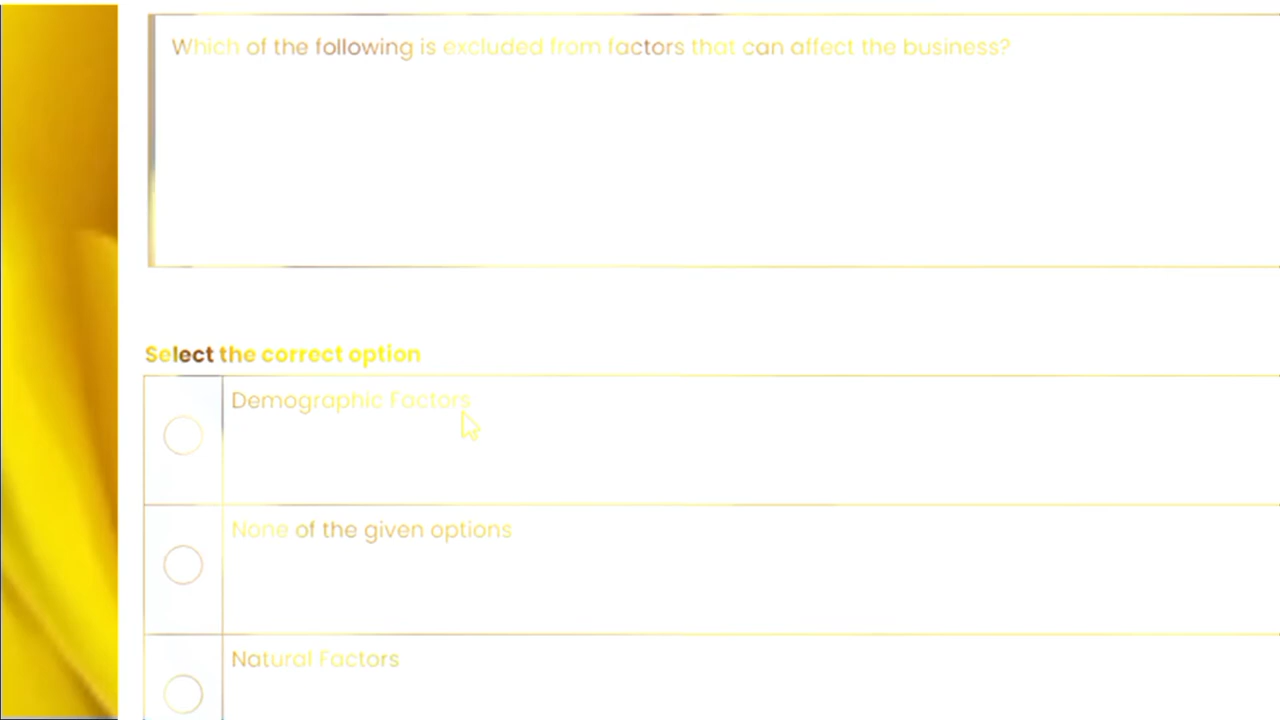 Which of the following is excluded from factors that can affect the business?
Select the correct option
Demographic Factors
None of the given options
Natural Factors